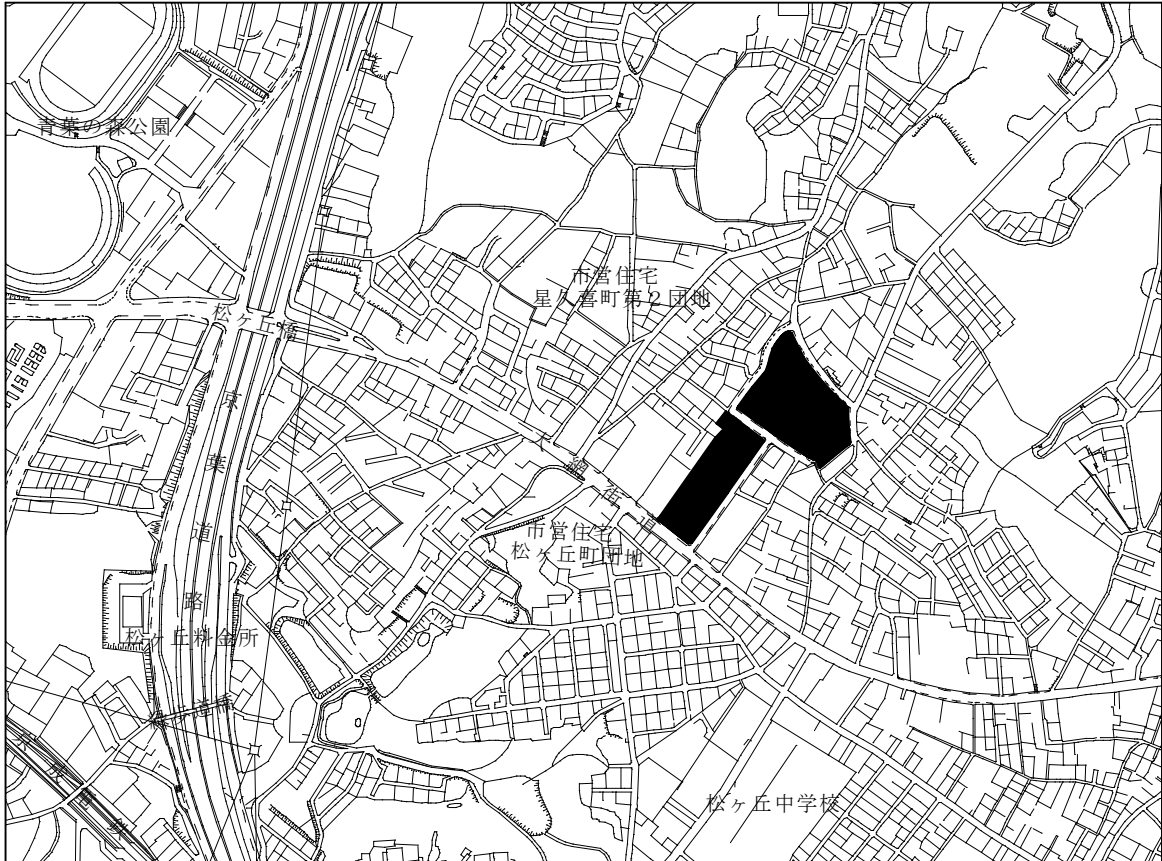 青葉の森公園
市営住宅
星久喜町第2団地
松ヶ丘橋
京葉道路
大網街道
市営住宅
松ヶ丘町団地
松ヶ丘料金所
松ヶ丘中学校